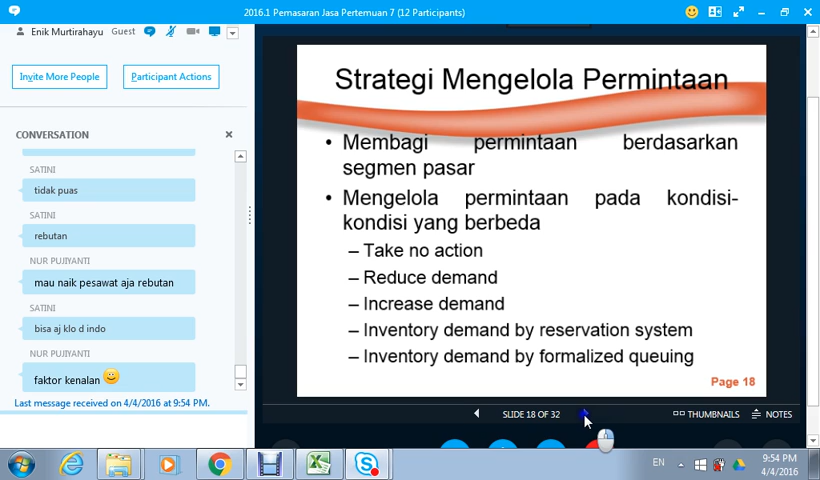 2016.1 Pemasaran Jasa Pertemuan 7 (12 Participants)
Enik Murtirahayu Guest
Invite More People
Participant Actions
CONVERSATION
SATINI
tidak puas
SATINI
rebutan
NUR PUJIYANTI
mau naik pesawat aja rebutan
SATINI
bisa aj klo d indo
NUR PUJIYANTI
faktor kenalan
Last message received on 4/4/2016 at 9:54 PM.
Strategi Mengelola Permintaan
• Membagi permintaan berdasarkan
segmen pasar
• Mengelola permintaan pada kondisi-
kondisi yang berbeda
– Take no action
– Reduce demand
– Increase demand
– Inventory demand by reservation system
– Inventory demand by formalized queuing
Page 18
SLIDE 18 OF 32
THUMBNAILS
NOTES
EN
9:54 PM
4/4/2016